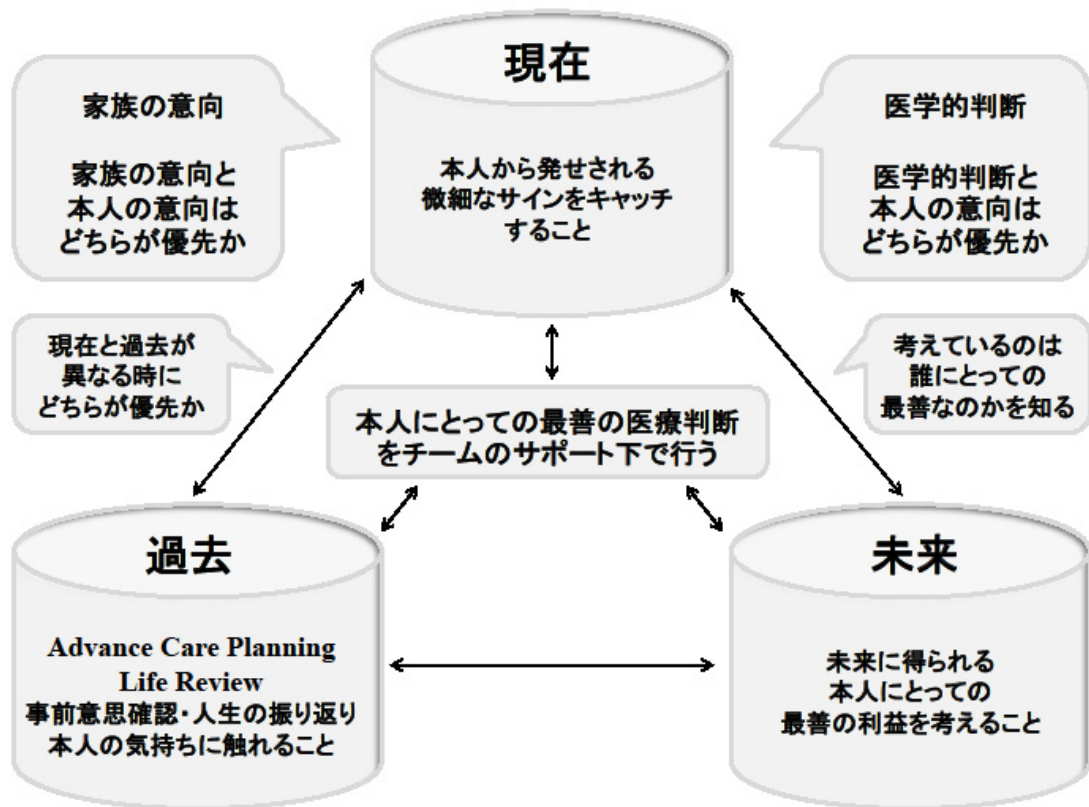 現在
本人から発せされる
微細なサインをキャッチ
すること
家族の意向
家族の意向と
本人の意向は
どちらが優先か
医学的判断
医学的判断と
本人の意向は
どちらが優先か
現在と過去が
異なる時に
どちらが優先か
考えているのは
誰にとっての
最善なのかを知る
本人にとっての最善の医療判断
をチームのサポート下で行う
過去
Advance Care Planning
Life Review
事前意思確認・人生の振り返り
本人の気持ちに触れること
未来
未来に得られる
本人にとっての
最善の利益を考えること